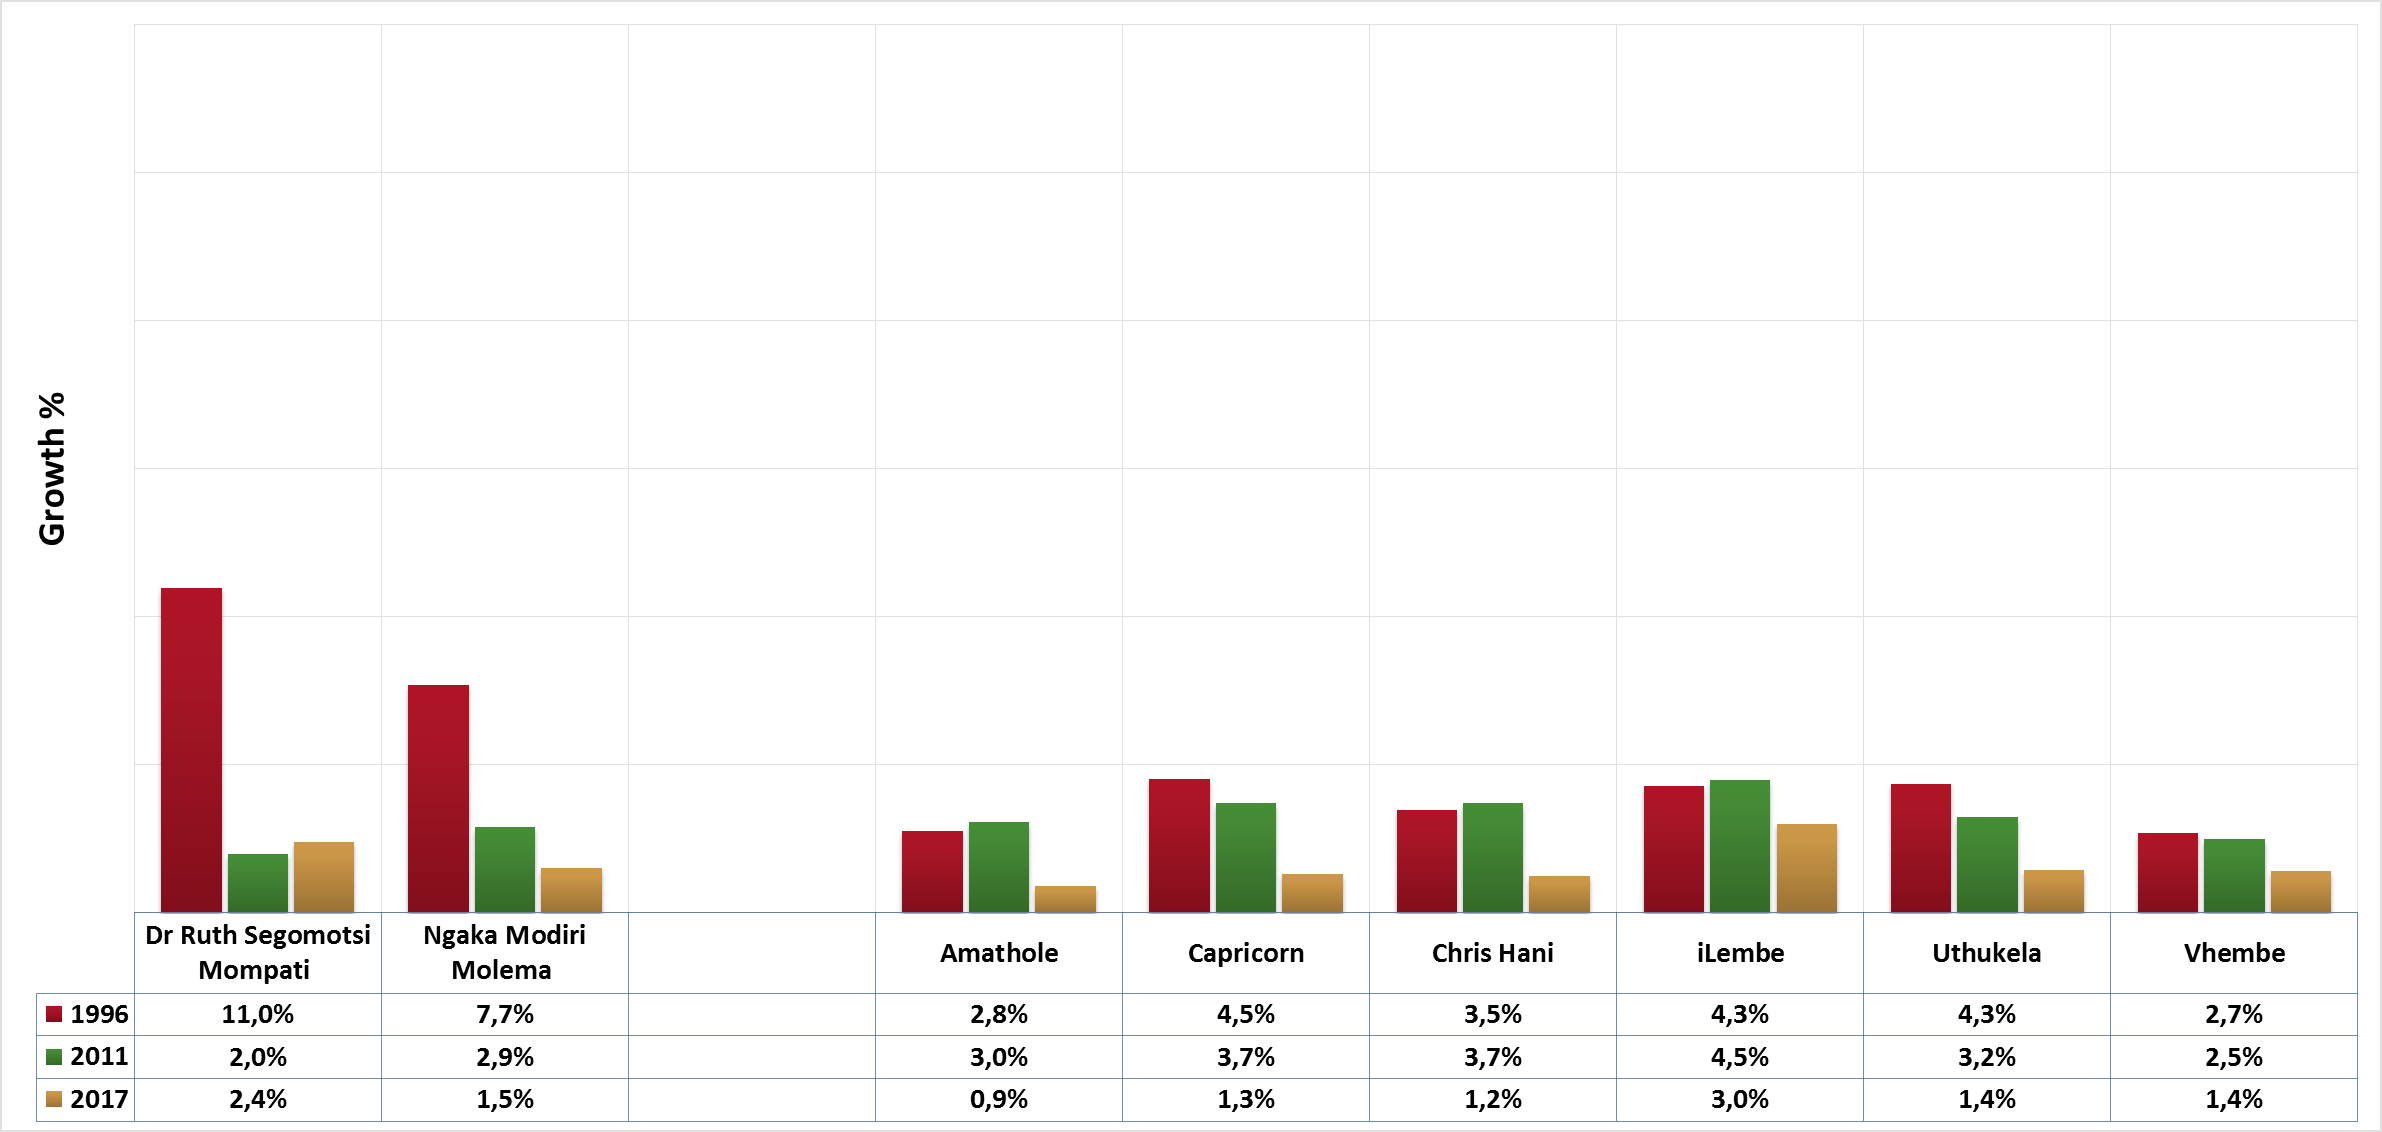 Growth %
Dr Ruth Segomotsi
Mompati
Ngaka Modiri
Molema
Amathole
Capricorn
Chris Hani
iLembe
Uthukela
Vhembe
1996 11,0% 7,7% 2,8% 4,5% 3,5% 4,3% 4,3% 2,7%
2011 2,0% 2,9% 3,0% 3,7% 3,7% 4,5% 3,2% 2,5%
2017 2,4% 1,5% 0,9% 1,3% 1,2% 3,0% 1,4% 1,4%